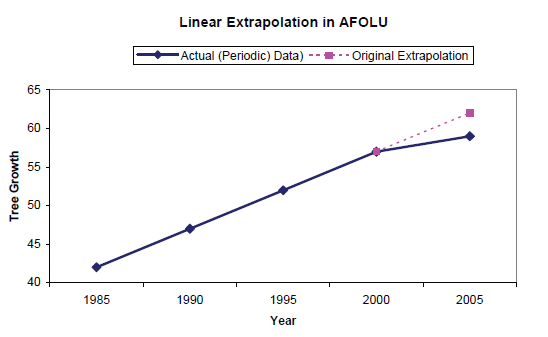 Linear Extrapolation in AFOLU
Actual (Periodic) Data) Original Extrapolation
65
60
55
50
45
40
Tree Growth
1985 1990 1995 2000 2005
Year